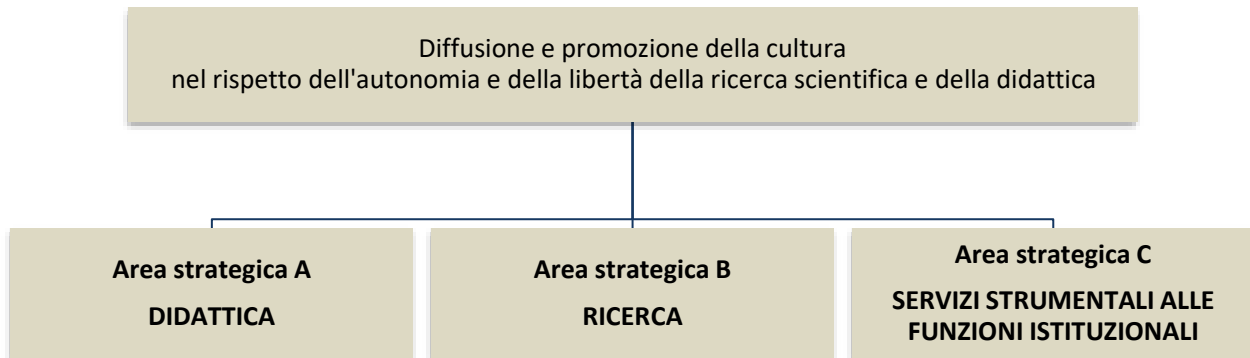 Diffusione e promozione della cultura
nel rispetto dell'autonomia e della libertà della ricerca scientifica e della didattica
Area strategica A
DIDATTICA
Area strategica B
RICERCA
Area strategica C
SERVIZI STRUMENTALI ALLE
FUNZIONI ISTITUZIONALI